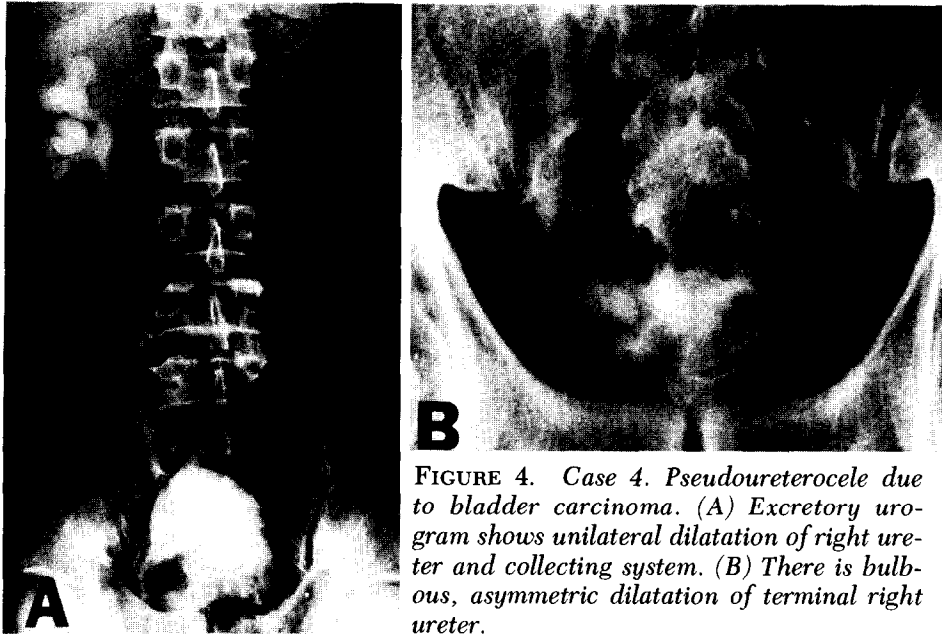 A
B
FIGURE 4. Case 4. Pseudoureterocele due
to bladder carcinoma. (A) Excretory uro-
gram shows unilateral dilatation of right ure-
ter and collecting system. (B) There is bulb-
ous, asymmetric dilatation of terminal right
ureter.